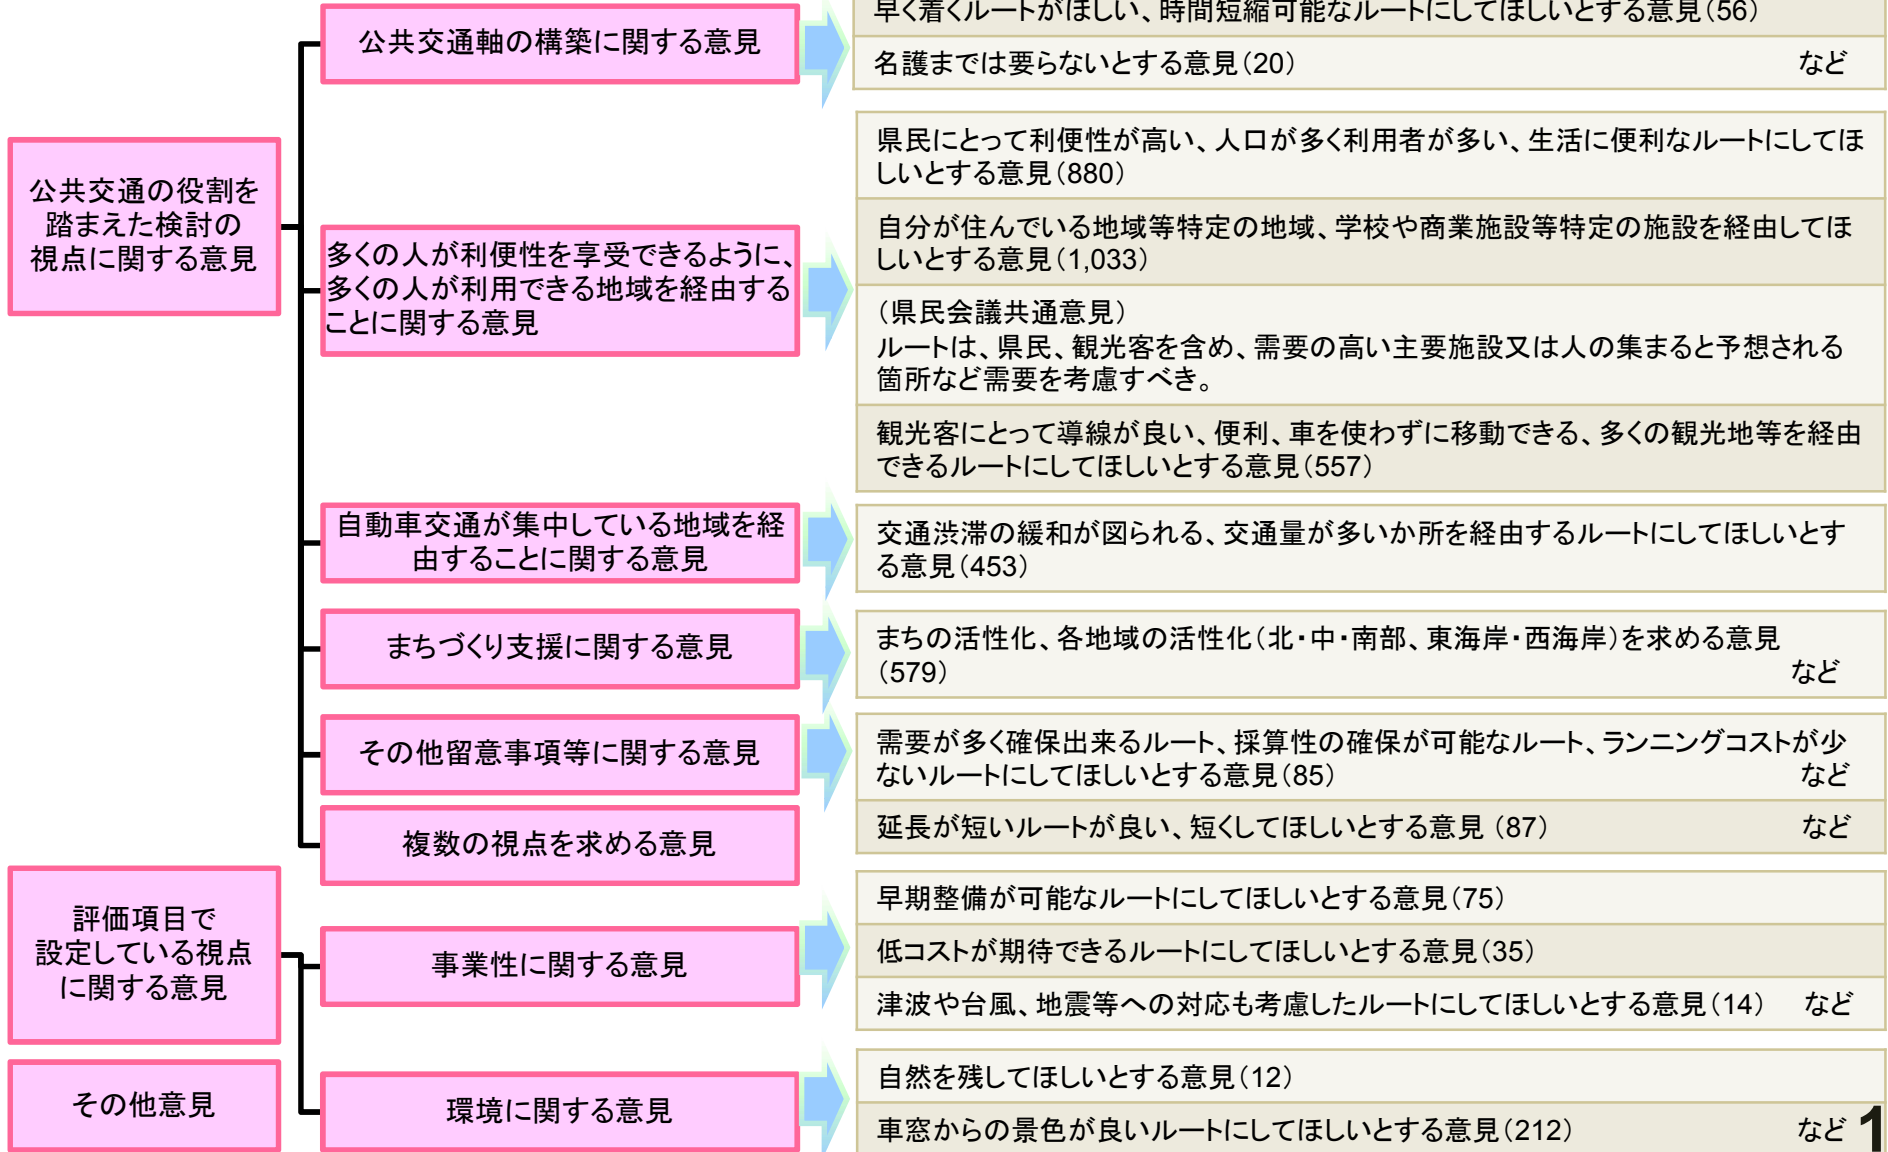 早く着くルートがほしい、時間短縮可能なルートにしてほしいとする意見（56）
公共交通軸の構築に関する意見
名護までは要らないとする意見（20） など
公共交通の役割を
踏まえた検討の
視点に関する意見
県民にとって利便性が高い、人口が多く利用者が多い、生活に便利なルートにしてほ
しいとする意見（880）
多くの人が利便性を享受できるように、
多くの人が利用できる地域を経由する
ことに関する意見
自分が住んでいる地域等特定の地域、学校や商業施設等特定の施設を経由してほ
しいとする意見（1,033）
（県民会議共通意見）
ルートは、県民、観光客を含め、需要の高い主要施設又は人の集まると予想される
箇所など需要を考慮すべき。
観光客にとって導線が良い、便利、車を使わずに移動できる、多くの観光地等を経由
できるルートにしてほしいとする意見（557）
自動車交通が集中している地域を経
由することに関する意見
交通渋滞の緩和が図られる、交通量が多いか所を経由するルートにしてほしいとす
る意見（453）
まちづくり支援に関する意見
まちの活性化、各地域の活性化（北・中・南部、東海岸・西海岸）を求める意見
（579） など
その他留意事項等に関する意見
需要が多く確保出来るルート、採算性の確保が可能なルート、ランニングコストが少
ないルートにしてほしいとする意見（85） など
複数の視点を求める意見
延長が短いルートが良い、短くしてほしいとする意見 （87） など
評価項目で
設定している視点
に関する意見
事業性に関する意見
早期整備が可能なルートにしてほしいとする意見（75）
低コストが期待できるルートにしてほしいとする意見（35）
津波や台風、地震等への対応も考慮したルートにしてほしいとする意見（14） など
その他意見
環境に関する意見
自然を残してほしいとする意見（12）
車窓からの景色が良いルートにしてほしいとする意見（212） など
1